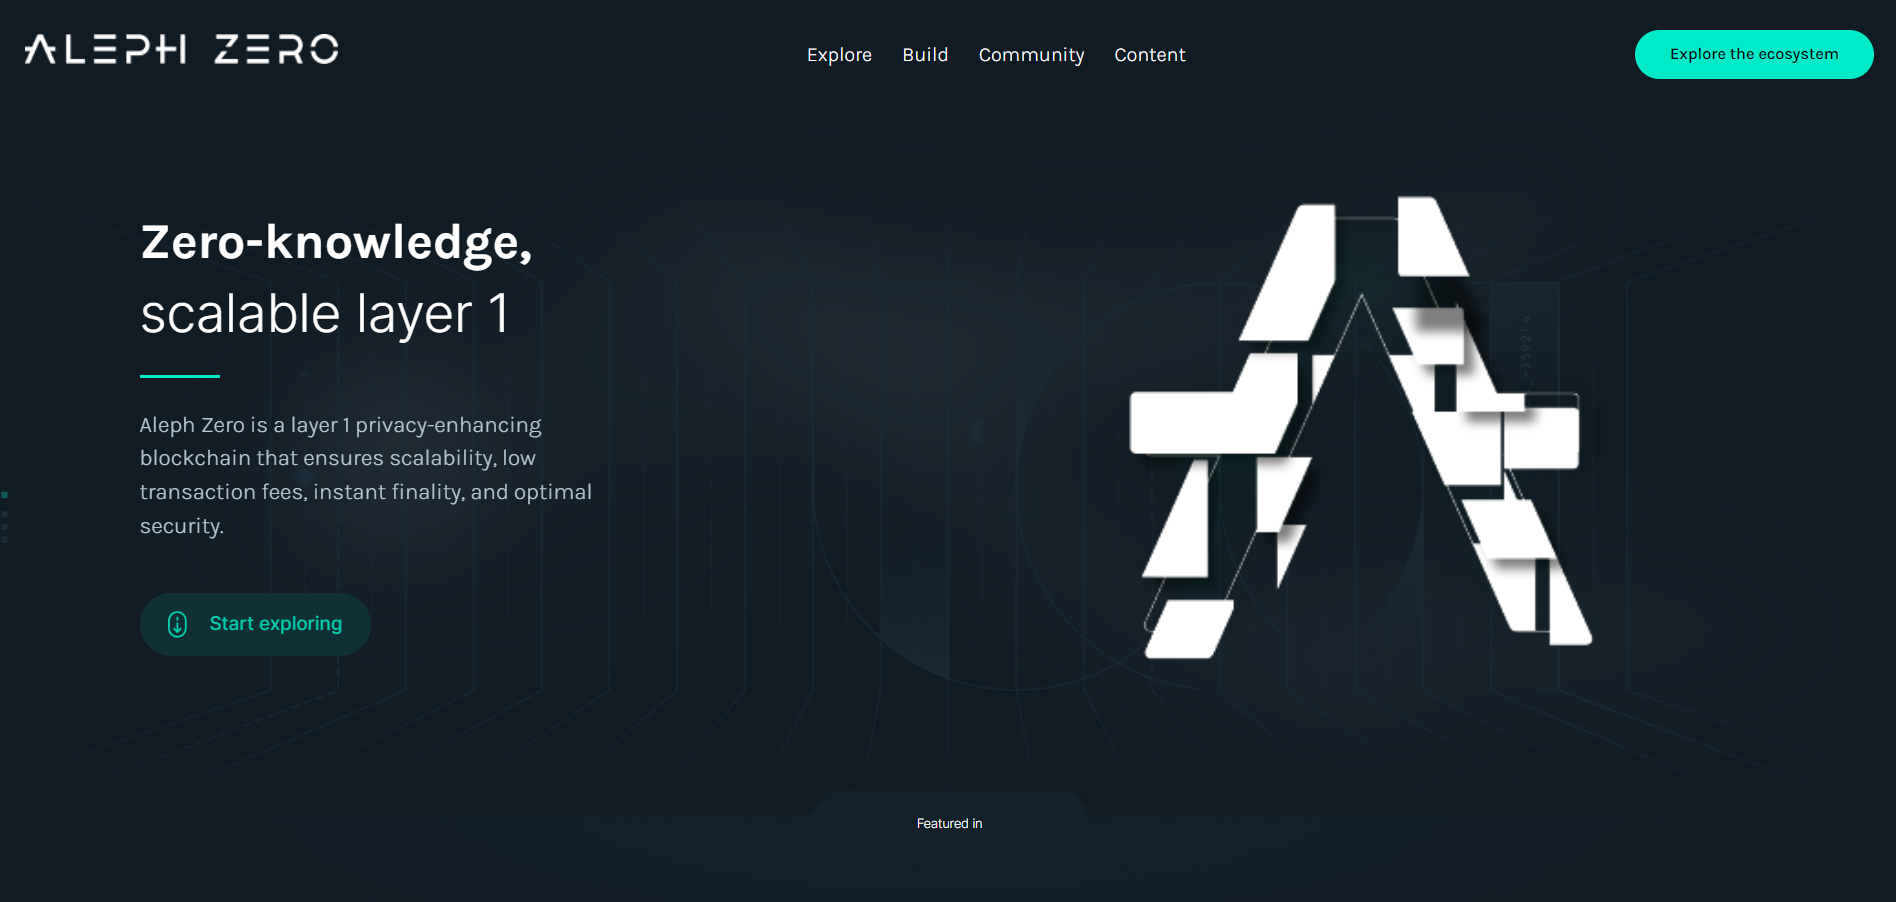 ALEPH ZERO
Explore Build Community Content
Explore the ecosystem
Zero-knowledge,
scalable layer 1
Aleph Zero is a layer 1 privacy-enhancing
blockchain that ensures scalability, low
transaction fees, instant finality, and optimal
security.
Start exploring
Featured in